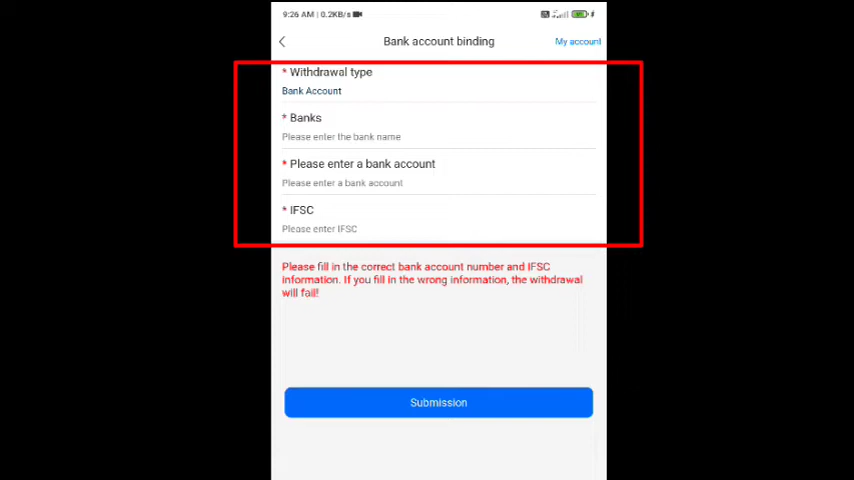 9:26 AM | 0.2KB/s
Bank account binding
My account
* Withdrawal type
Bank Account
* Banks
Please enter the bank name
* Please enter a bank account
Please enter a bank account
* IFSC
Please enter IFSC
Please fill in the correct bank account number and IFSC
information. If you fill in the wrong information, the withdrawal
will fail!
Submission